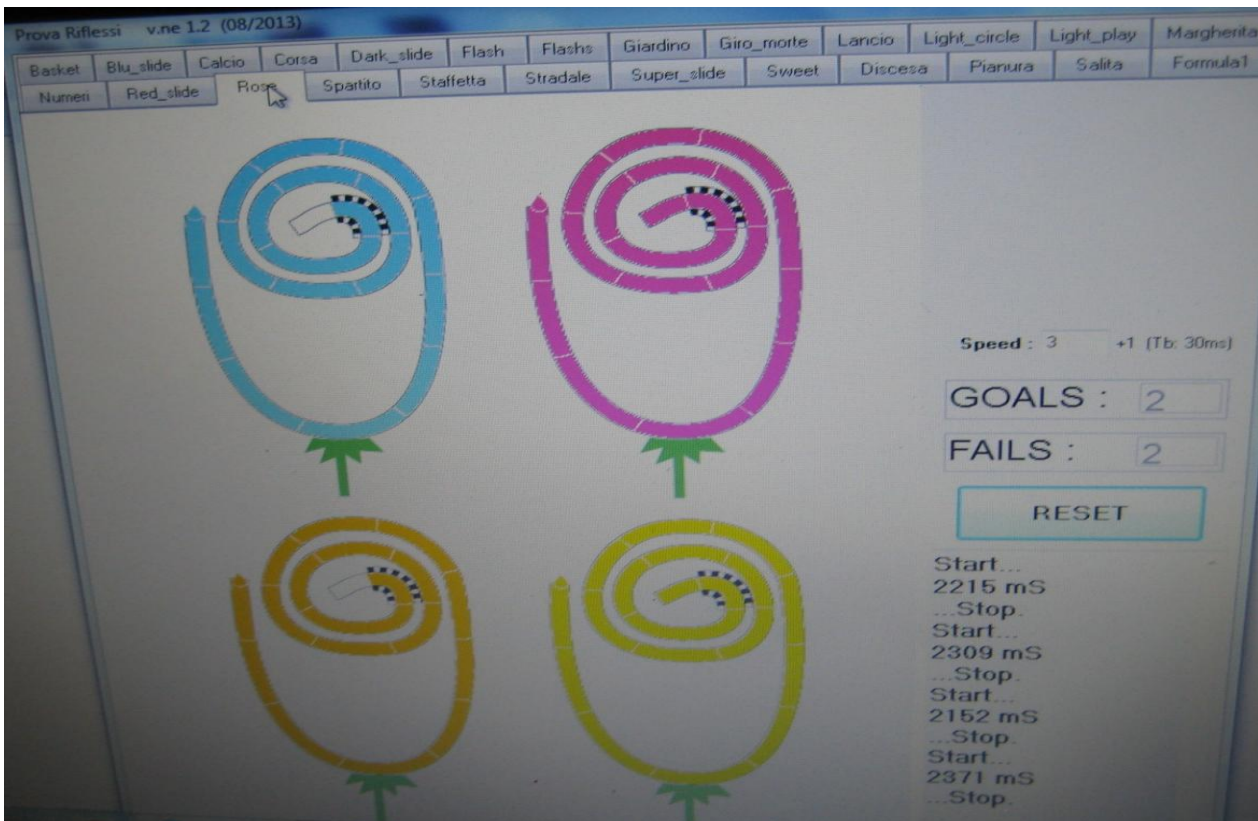 Prova Riflessi v.ne 1.2 (08/2013)
Basket Blu_slide Calcio Corsa Dark_slide Flash Flashs Giardino Giro_morte Lancio Light_circle Light_play Margherita
Numeri Red_slide Rose Spartito Staffetta Stradale Super_slide Sweet Discesa Pianura Salita Formula1
Speed : 3 +1 (Tb: 30ms)
GOALS : 2
FAILS : 2
RESET
Start...
2215 mS
...Stop.
Start...
2309 mS
...Stop.
Start...
2152 mS
...Stop.
Start...
2371 mS
...Stop.